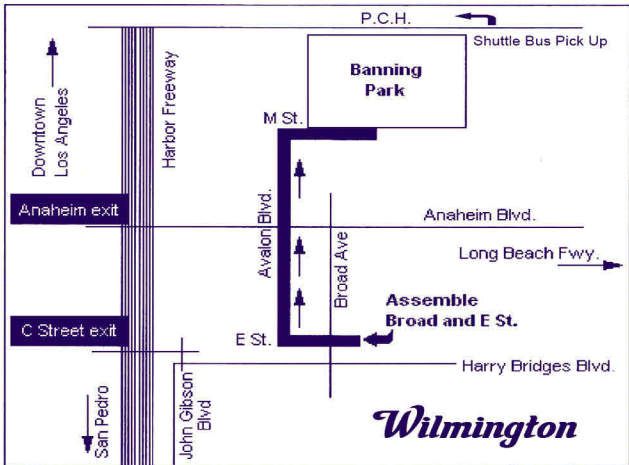 P.C.H.
Shuttle Bus Pick Up
Downtown
Los Angeles
Harbor Freeway
Banning
Park
M St.
Anaheim exit
Avalon Blvd.
Broad Ave
Anaheim Blvd.
Long Beach Fwy.
Assemble
Broad and E St.
C Street exit
E St.
Harry Bridges Blvd.
San Pedro
John Gibson
Blvd
Wilmington